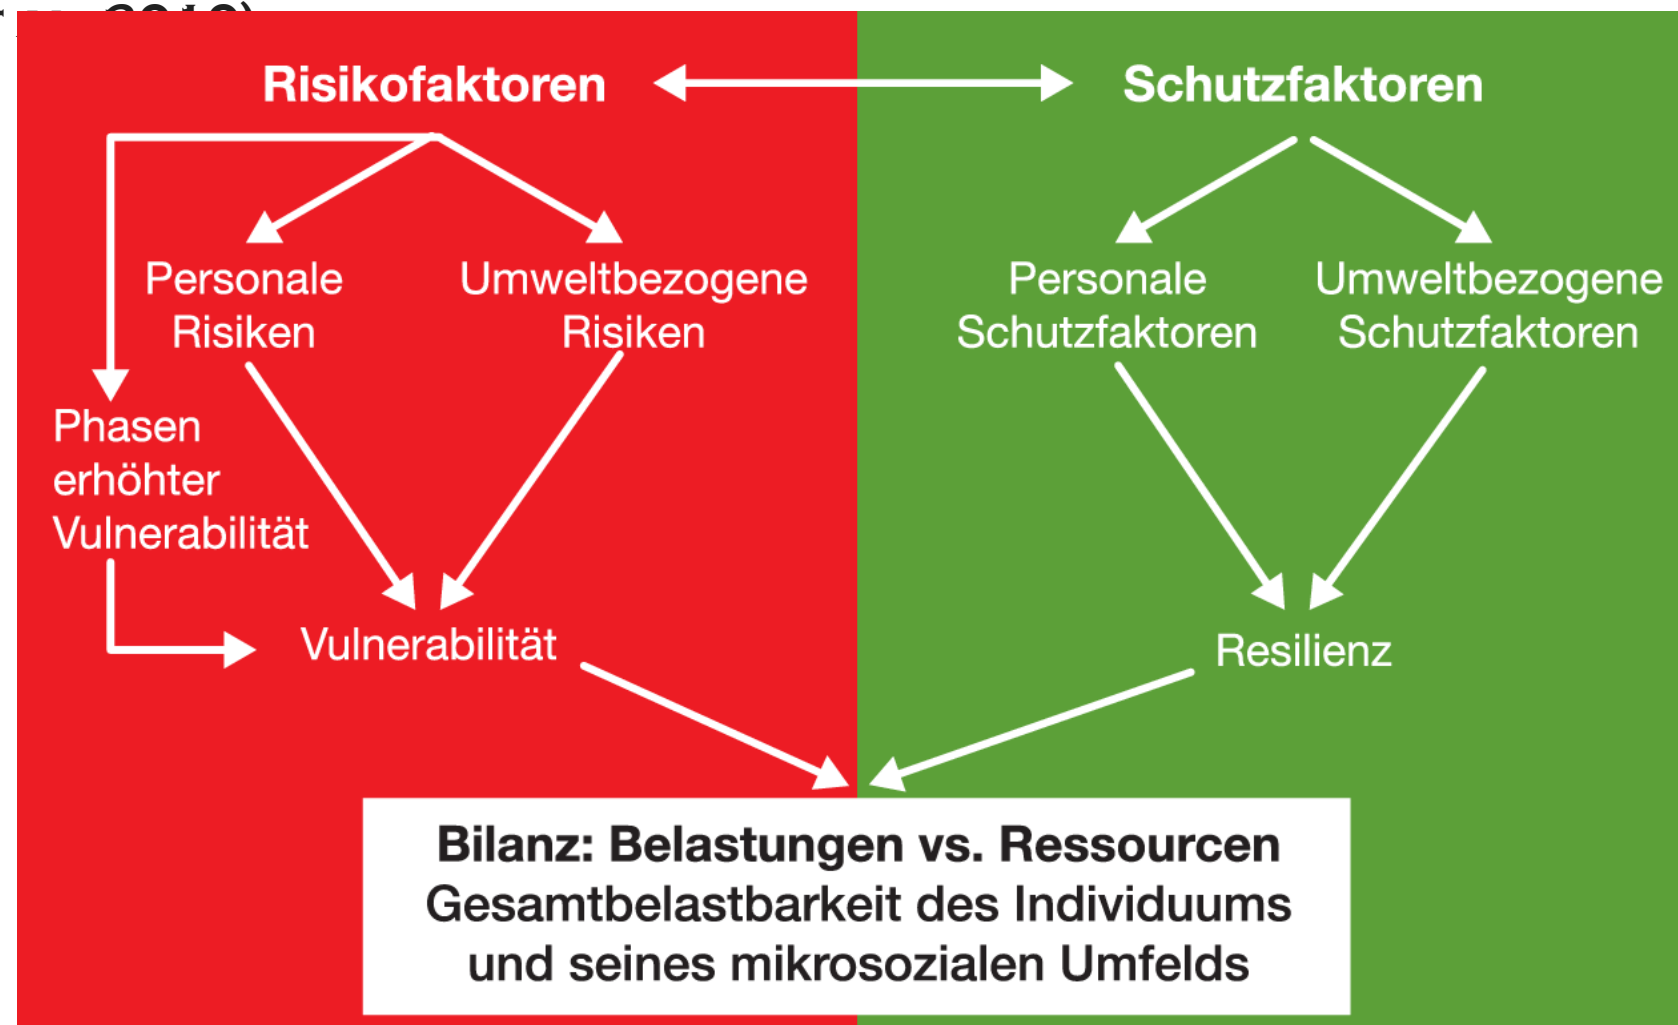 Risikofaktoren
Schutzfaktoren
Personale
Risiken
Umweltbezogene
Risiken
Personale
Schutzfaktoren
Umweltbezogene
Schutzfaktoren
Phasen
erhöhter
Vulnerabilität
Vulnerabilität
Resilienz
Bilanz: Belastungen vs. Ressourcen
Gesamtbelastbarkeit des Individuums
und seines mikrosozialen Umfelds